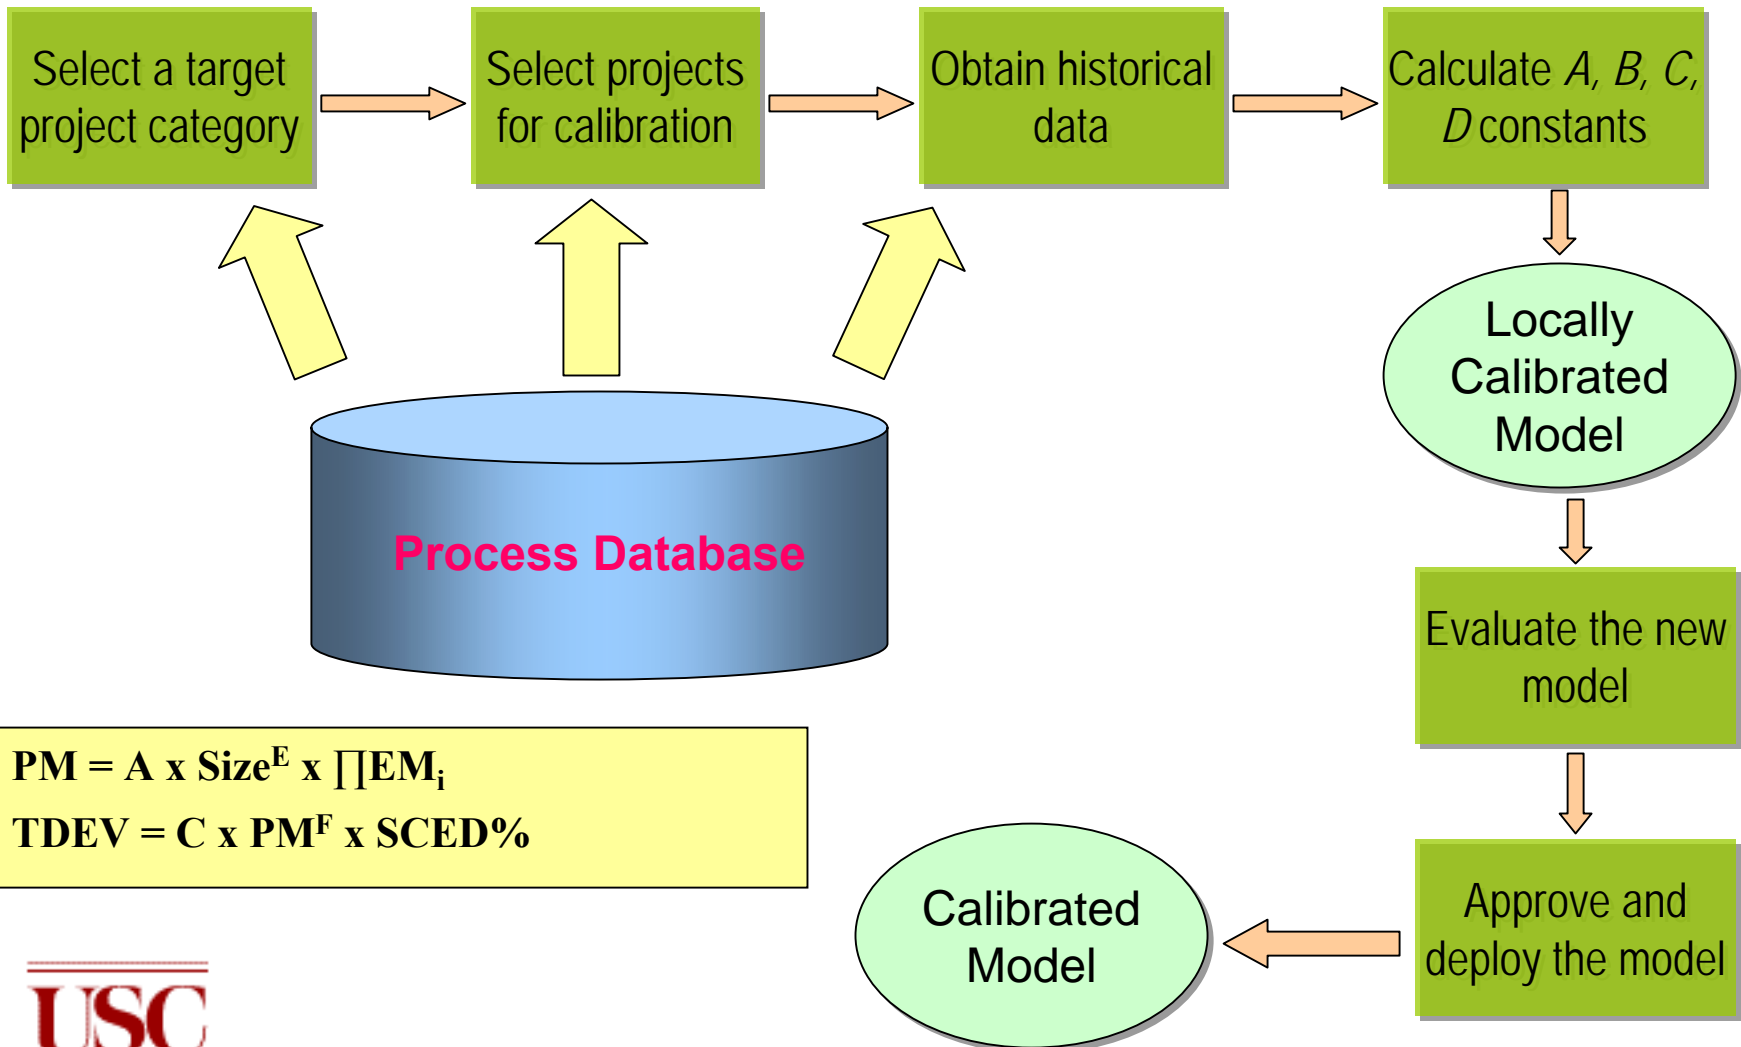 Select a target
project category
Select projects
for calibration
Obtain historical
data
Calculate A, B, C,
D constants
Locally
Calibrated
Model
Process Database
Evaluate the new
model
PM = A x Size^E x ∏EM_i
TDEV = C x PM^F x SCED%
Approve and
deploy the model
Calibrated
Model
USC